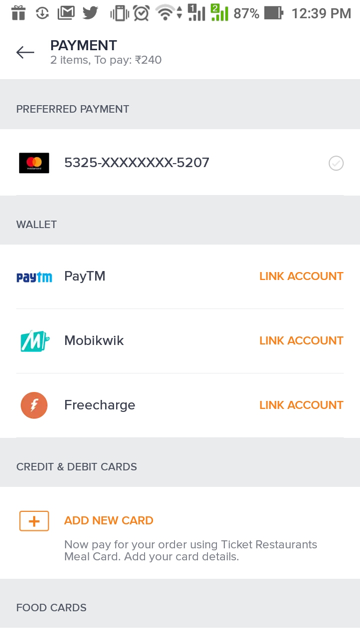 1 2 87% 12:39 PM
PAYMENT
2 items, To pay: ₹240
PREFERRED PAYMENT
5325-XXXXXXXX-5207
WALLET
paytm PayTM LINK ACCOUNT
Mobikwik LINK ACCOUNT
Freecharge LINK ACCOUNT
CREDIT & DEBIT CARDS
ADD NEW CARD
Now pay for your order using Ticket Restaurants
Meal Card. Add your card details.
FOOD CARDS